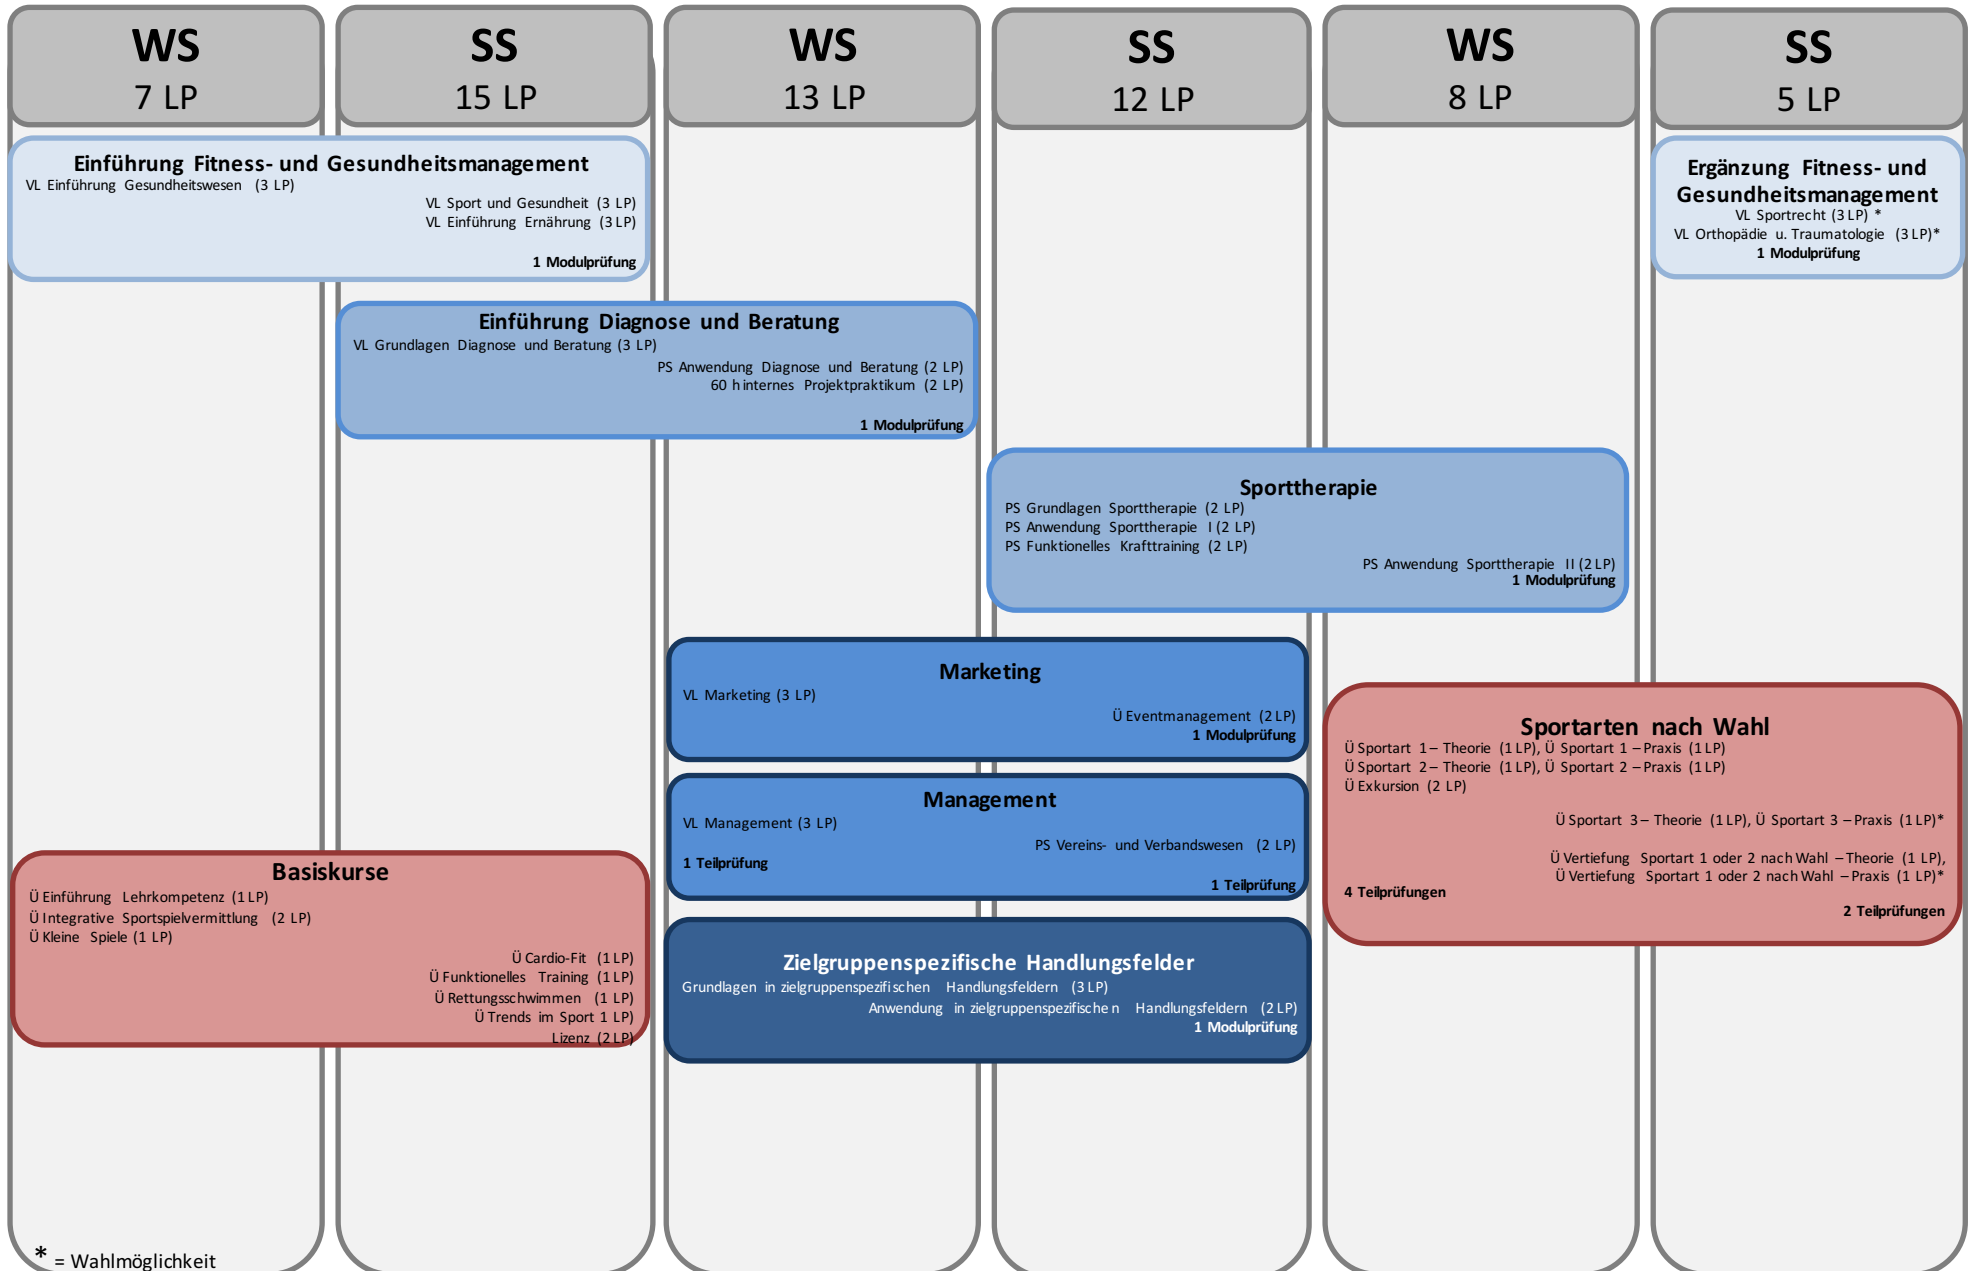 WS
7 LP
SS
15 LP
WS
13 LP
SS
12 LP
WS
8 LP
SS
5 LP
Einführung Fitness- und Gesundheitsmanagement
VL Einführung Gesundheitswesen (3 LP)
VL Sport und Gesundheit (3 LP)
VL Einführung Ernährung (3 LP)
1 Modulprüfung
Ergänzung Fitness- und
Gesundheitsmanagement
VL Sportrecht (3 LP) *
VL Orthopädie u. Traumatologie (3 LP)*
1 Modulprüfung
Einführung Diagnose und Beratung
VL Grundlagen Diagnose und Beratung (3 LP)
PS Anwendung Diagnose und Beratung (2 LP)
60 h internes Projektpraktikum (2 LP)
1 Modulprüfung
Sporttherapie
PS Grundlagen Sporttherapie (2 LP)
PS Anwendung Sporttherapie I (2 LP)
PS Funktionelles Krafttraining (2 LP)
PS Anwendung Sporttherapie II (2 LP)
1 Modulprüfung
Marketing
VL Marketing (3 LP)
Ü Eventmanagement (2 LP)
1 Modulprüfung
Management
VL Management (3 LP)
PS Vereins- und Verbandswesen (2 LP)
1 Teilprüfung
1 Teilprüfung
Sportarten nach Wahl
Ü Sportart 1 – Theorie (1 LP), Ü Sportart 1 – Praxis (1 LP)
Ü Sportart 2 – Theorie (1 LP), Ü Sportart 2 – Praxis (1 LP)
Ü Exkursion (2 LP)
Ü Sportart 3 – Theorie (1 LP), Ü Sportart 3 – Praxis (1 LP)*
Ü Vertiefung Sportart 1 oder 2 nach Wahl – Theorie (1 LP),
Ü Vertiefung Sportart 1 oder 2 nach Wahl – Praxis (1 LP)*
4 Teilprüfungen
2 Teilprüfungen
Basiskurse
Ü Einführung Lehrkompetenz (1 LP)
Ü Integrative Sportspielvermittlung (2 LP)
Ü Kleine Spiele (1 LP)
Ü Cardio-Fit (1 LP)
Ü Funktionelles Training (1 LP)
Ü Rettungsschwimmen (1 LP)
Ü Trends im Sport 1 LP)
Lizenz (2 LP)
Zielgruppenspezifische Handlungsfelder
Grundlagen in zielgruppenspezifischen Handlungsfeldern (3 LP)
Anwendung in zielgruppenspezifischen Handlungsfeldern (2 LP)
1 Modulprüfung
* = Wahlmöglichkeit